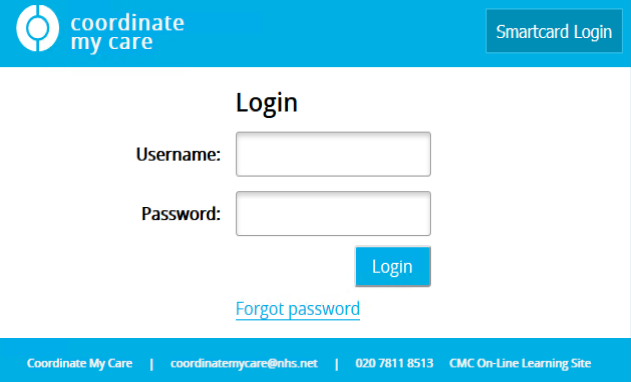 coordinate
my care
Smartcard Login
Login
Username:
Password:
Login
Forgot password
Coordinate My Care | coordinatemycare@nhs.net | 020 7811 8513 CMC On-Line Learning Site